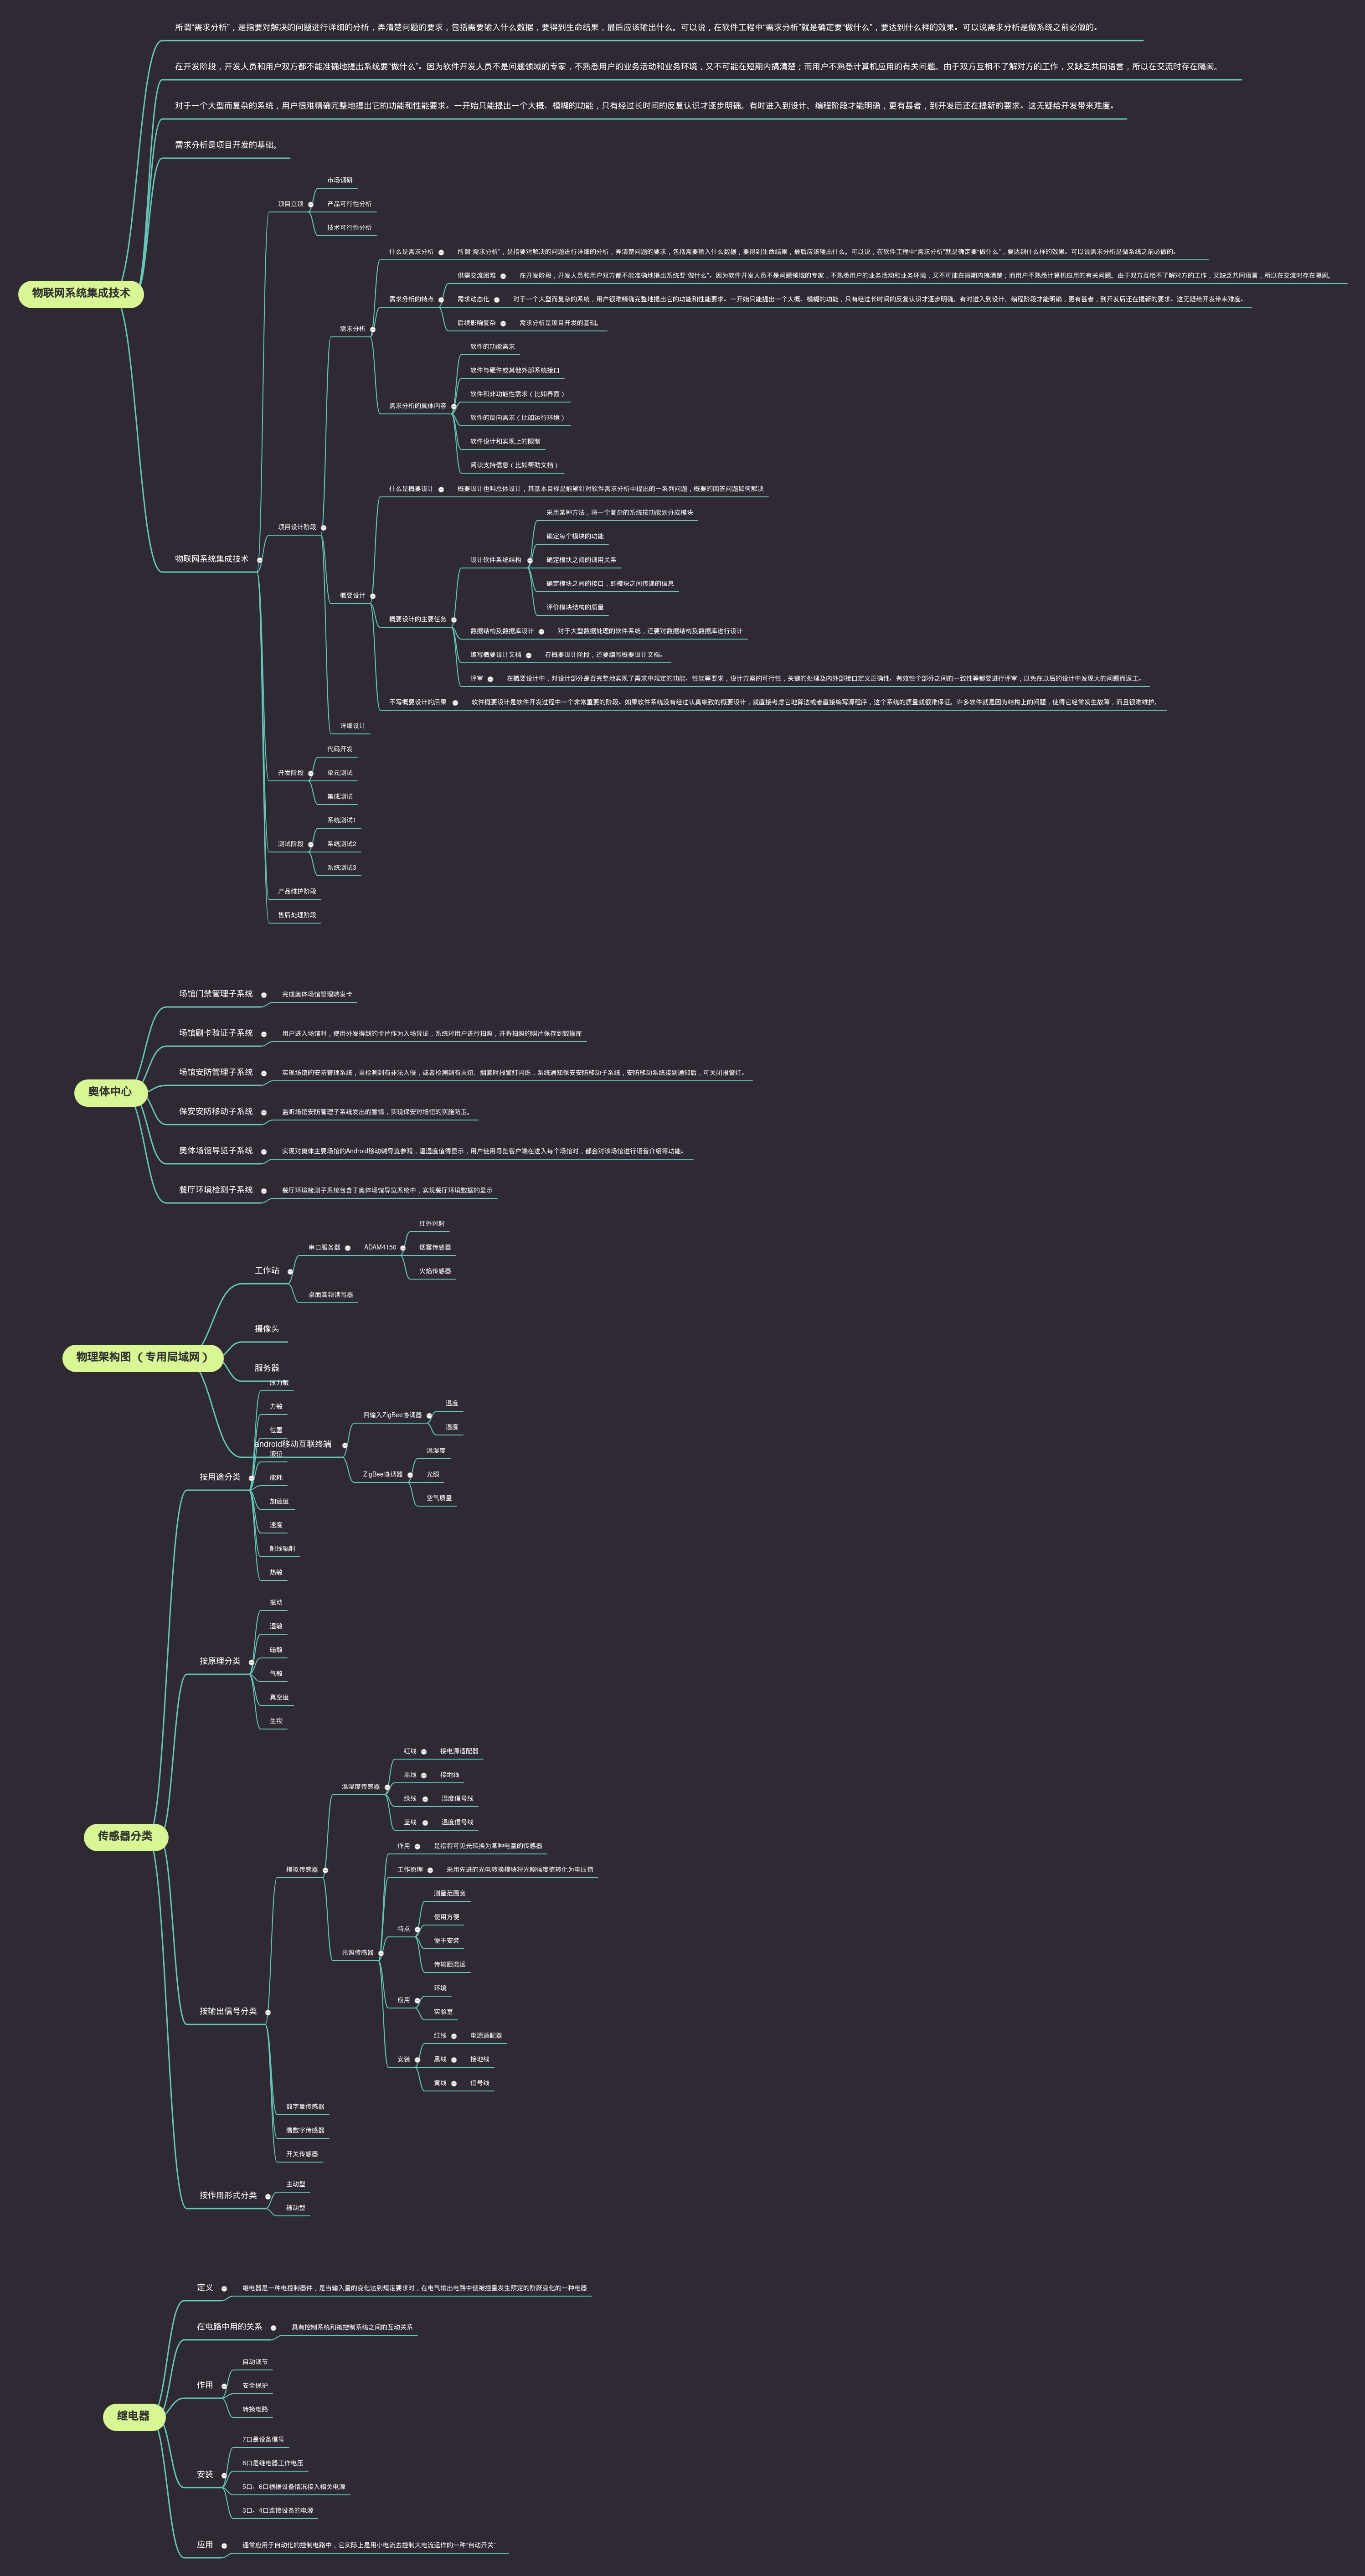 所谓“需求分析”，是指要对解决的问题进行详细的分析，弄清楚问题的要求，包括需要输入什么数据，要得到生命结果，最后应该输出什么。可以说，在软件工程中“需求分析”就是确定要“做什么”，要达到什么样的效果。可以说需求分析是做系统之前必做的。
在开发阶段，开发人员和用户双方都不能准确地提出系统要“做什么”。因为软件开发人员不是问题领域的专家，不熟悉用户的业务活动和业务环境，又不可能在短期内搞清楚；而用户不熟悉计算机应用的有关问题。由于双方互相不了解对方的工作，又缺乏共同语言，所以在交流时存在隔阂。
对于一个大型而复杂的系统，用户很难精确完整地提出它的功能和性能要求。一开始只能提出一个大概、模糊的功能，只有经过长时间的反复认识才逐步明确。有时进入到设计、编程阶段才能明确，更有甚者，到开发后还在提新的要求。这无疑给开发带来难度。
需求分析是项目开发的基础。
物联网系统集成技术
物联网系统集成技术
项目立项
市场调研
产品可行性分析
技术可行性分析
项目设计阶段
需求分析
什么是需求分析
所谓“需求分析”，是指要对解决的问题进行详细的分析，弄清楚问题的要求，包括需要输入什么数据，要得到生命结果，最后应该输出什么。可以说，在软件工程中“需求分析”就是确定要“做什么”，要达到什么样的效果。可以说需求分析是做系统之前必做的。
需求分析的特点
供需交流困难
在开发阶段，开发人员和用户双方都不能准确地提出系统要“做什么”。因为软件开发人员不是问题领域的专家，不熟悉用户的业务活动和业务环境，又不可能在短期内搞清楚；而用户不熟悉计算机应用的有关问题。由于双方互相不了解对方的工作，又缺乏共同语言，所以在交流时存在隔阂。
需求动态化
对于一个大型而复杂的系统，用户很难精确完整地提出它的功能和性能要求。一开始只能提出一个大概、模糊的功能，只有经过长时间的反复认识才逐步明确。有时进入到设计、编程阶段才能明确，更有甚者，到开发后还在提新的要求。这无疑给开发带来难度。
后续影响复杂
需求分析是项目开发的基础。
需求分析的具体内容
软件的功能需求
软件与硬件或其他外部系统接口
软件和非功能性需求（比如界面）
软件的反向需求（比如运行环境）
软件设计和实现上的限制
阅读支持信息（比如帮助文档）
概要设计
什么是概要设计
概要设计也叫总体设计，其基本目标是能够针对软件需求分析中提出的一系列问题，概要的回答问题如何解决
概要设计的主要任务
设计软件系统结构
采用某种方法，将一个复杂的系统按功能划分成模块
确定每个模块的功能
确定模块之间的调用关系
确定模块之间的接口，即模块之间传递的信息
评价模块结构的质量
数据结构及数据库设计
对于大型数据处理的软件系统，还要对数据结构及数据库进行设计
编写概要设计文档
在概要设计阶段，还要编写概要设计文档。
评审
在概要设计中，对设计部分是否完整地实现了需求中规定的功能、性能等要求，设计方案的可行性，关键的处理及内外部接口定义正确性、有效性个部分之间的一致性等都要进行评审，以免在以后的设计中发现大的问题而返工。
不写概要设计的后果
软件概要设计是软件开发过程中一个非常重要的阶段。如果软件系统没有经过认真细致的概要设计，就直接考虑它地算法或者直接编写源程序，这个系统的质量就很难保证。许多软件就是因为结构上的问题，使得它经常发生故障，而且很难维护。
详细设计
开发阶段
代码开发
单元测试
集成测试
测试阶段
系统测试1
系统测试2
系统测试3
产品维护阶段
售后处理阶段
奥体中心
场馆门禁管理子系统
完成奥体场馆管理端发卡
场馆刷卡验证子系统
用户进入场馆时，使用分发得到的卡片作为入场凭证，系统对用户进行拍照，并将拍照的照片保存到数据库
场馆安防管理子系统
实现场馆的安防管理系统，当检测到有非法入侵，或者检测到有火焰、烟雾时报警灯闪烁，系统通知保安安防移动子系统，安防移动系统接到通知后，可关闭报警灯。
保安安防移动子系统
监听场馆安防管理子系统发出的警情，实现保安对场馆的实施防卫。
奥体场馆导览子系统
实现对奥体主要场馆的Android移动端导览参观，温湿度值得显示，用户使用导览客户端在进入每个场馆时，都会对该场馆进行语音介绍等功能。
餐厅环境检测子系统
餐厅环境检测子系统包含于奥体场馆导览系统中，实现餐厅环境数据的显示
物理架构图（专用局域网）
工作站
串口服务器
ADAM4150
红外对射
烟雾传感器
火焰传感器
桌面高频读写器
摄像头
服务器
android移动互联终端
四输入ZigBee协调器
温度
湿度
ZigBee协调器
温湿度
光照
空气质量
传感器分类
按用途分类
压力敏
力敏
位置
液位
能耗
加速度
速度
射线辐射
热敏
按原理分类
振动
湿敏
磁敏
气敏
真空度
生物
按输出信号分类
模拟传感器
温湿度传感器
红线
接电源适配器
黑线
接地线
绿线
湿度信号线
蓝线
温度信号线
光照传感器
作用
是指将可见光转换为某种电量的传感器
工作原理
采用先进的光电转换模块将光照强度值转化为电压值
特点
测量范围宽
使用方便
便于安装
传输距离远
应用
环境
实验室
安装
红线
电源适配器
黑线
接地线
黄线
信号线
数字量传感器
鹰数字传感器
开关传感器
按作用形式分类
主动型
被动型
继电器
定义
继电器是一种电控制器件，是当输入量的变化达到规定要求时，在电气输出电路中使被控量发生预定的阶跃变化的一种电器
在电路中用的关系
具有控制系统和被控制系统之间的互动关系
作用
自动调节
安全保护
转换电路
安装
7口是设备信号
8口是继电器工作电压
5口、6口根据设备情况接入相关电源
3口、4口连接设备的电源
应用
通常应用于自动化的控制电路中，它实际上是用小电流去控制大电流运作的一种“自动开关”